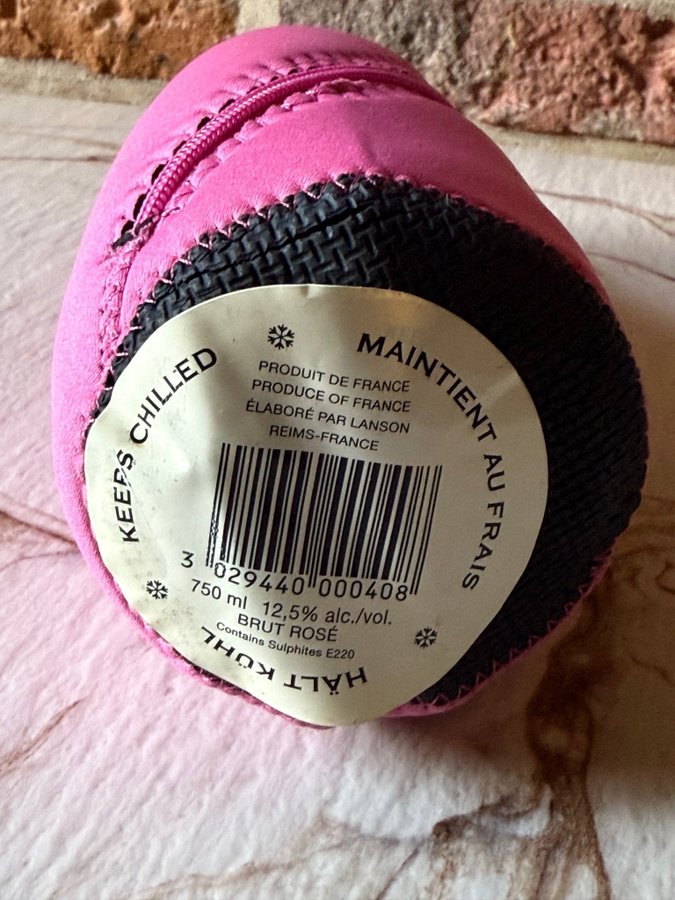 KEEPS CHILLED
MAINTIENT AU FRAIS
PRODUIT DE FRANCE
PRODUCE OF FRANCE
ÉLABORÉ PAR LANSON
REIMS-FRANCE
3 029440 000408
750 ml 12,5% alc./vol.
BRUT ROSÉ
Contains Sulphites E220
HÄLT KÜHL